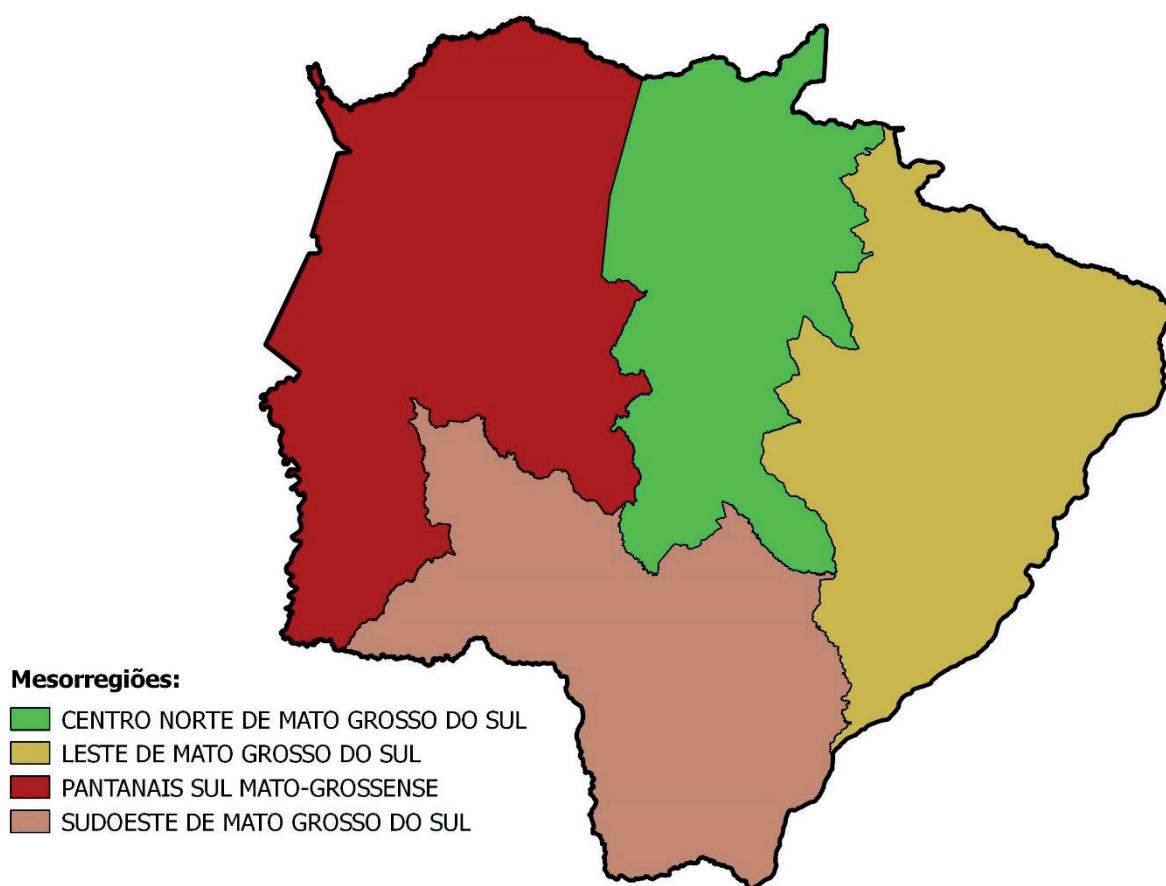 Mesorregiões:
CENTRO NORTE DE MATO GROSSO DO SUL
LESTE DE MATO GROSSO DO SUL
PANTANAIS SUL MATO-GROSSENSE
SUDOESTE DE MATO GROSSO DO SUL